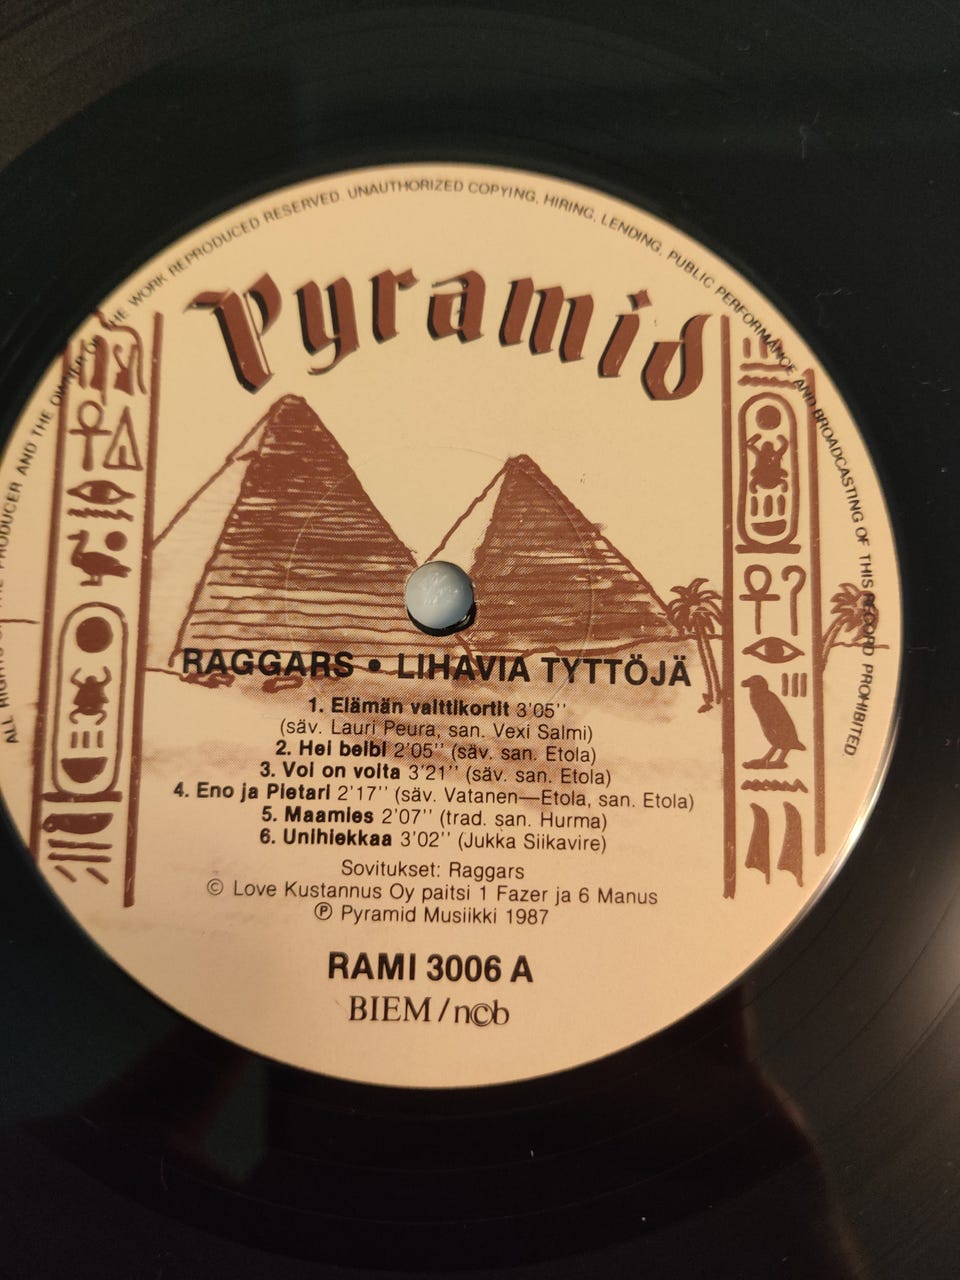 ALL RIGHTS OF THE PRODUCER AND THE OWNER OF THE WORK REPRODUCED RESERVED. UNAUTHORIZED COPYING, HIRING, LENDING, PUBLIC PERFORMANCE AND BROADCASTING OF THIS RECORD PROHIBITED
Pyramid
RAGGARS • LIHAVIA TYTTÖJÄ
1. Elämän valttikortit 3'05''
(säv. Lauri Peura, san. Vexi Salmi)
2. Hei beibi 2'05'' (säv. san. Etola)
3. Voi on voita 3'21'' (säv. san. Etola)
4. Eno ja Pietari 2'17'' (säv. Vatanen—Etola, san. Etola)
5. Maamies 2'07'' (trad. san. Hurma)
6. Unihiekkaa 3'02'' (Jukka Siikavire)
Sovitukset: Raggars
© Love Kustannus Oy paitsi 1 Fazer ja 6 Manus
℗ Pyramid Musiikki 1987
RAMI 3006 A
BIEM/n©b